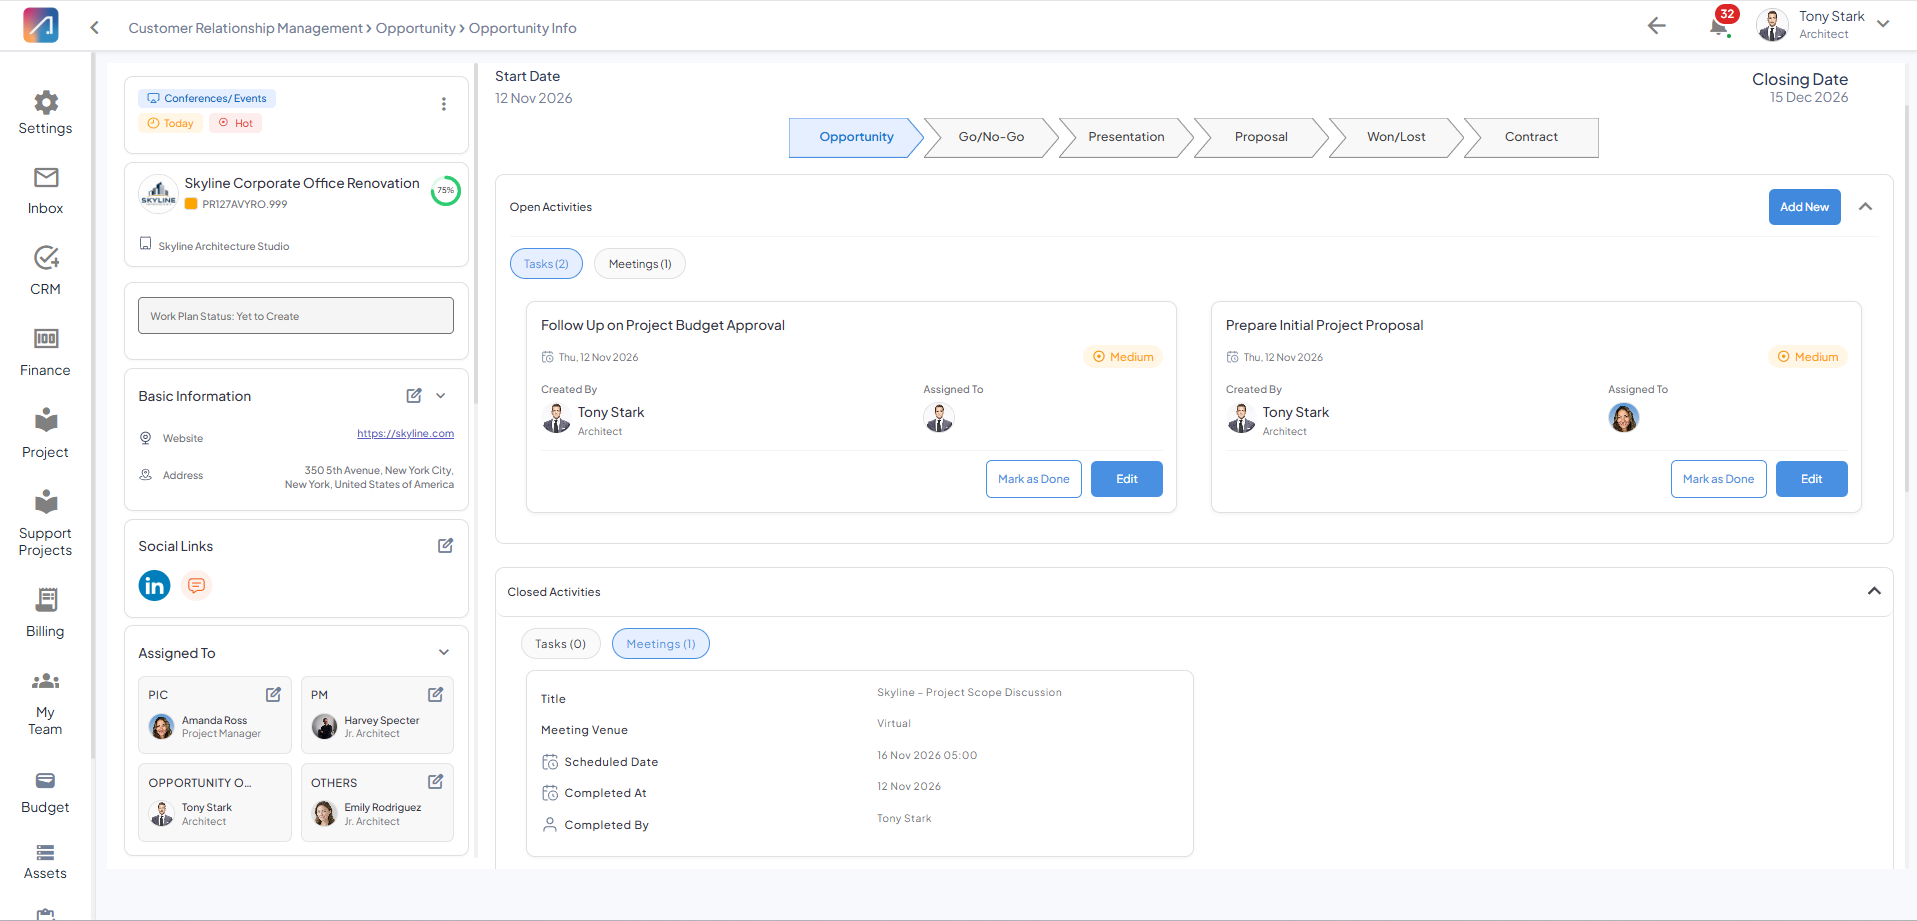 Customer Relationship Management > Opportunity > Opportunity Info
32
Tony Stark
Architect
Settings
Inbox
CRM
100
Finance
Project
Support
Projects
Billing
My
Team
Budget
Assets
Conferences/ Events
Today
Hot
SKYLINE
Skyline Corporate Office Renovation
PR127AVYRO.999
75%
Skyline Architecture Studio
Work Plan Status: Yet to Create
Basic Information
Website
https://skyline.com
Address
350 5th Avenue, New York City,
New York, United States of America
Social Links
in
Assigned To
PIC
Amanda Ross
Project Manager
PM
Harvey Specter
Jr. Architect
OPPORTUNITY O...
Tony Stark
Architect
OTHERS
Emily Rodriguez
Jr. Architect
Start Date
12 Nov 2026
Closing Date
15 Dec 2026
Opportunity
Go/No-Go
Presentation
Proposal
Won/Lost
Contract
Open Activities
Add New
Tasks (2)
Meetings (1)
Follow Up on Project Budget Approval
Thu, 12 Nov 2026
Medium
Created By
Assigned To
Tony Stark
Architect
Mark as Done
Edit
Prepare Initial Project Proposal
Thu, 12 Nov 2026
Medium
Created By
Assigned To
Tony Stark
Architect
Mark as Done
Edit
Closed Activities
Tasks (0)
Meetings (1)
Title
Skyline - Project Scope Discussion
Meeting Venue
Virtual
Scheduled Date
16 Nov 2026 05:00
Completed At
12 Nov 2026
Completed By
Tony Stark